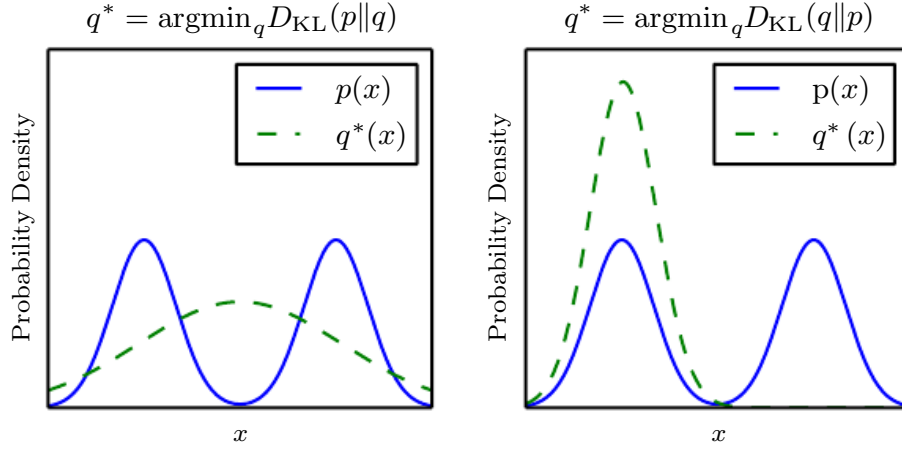 q* = argmin_q D_KL(p‖q)
p(x)
q*(x)
Probability Density
x
q* = argmin_q D_KL(q‖p)
p(x)
q* (x)
Probability Density
x